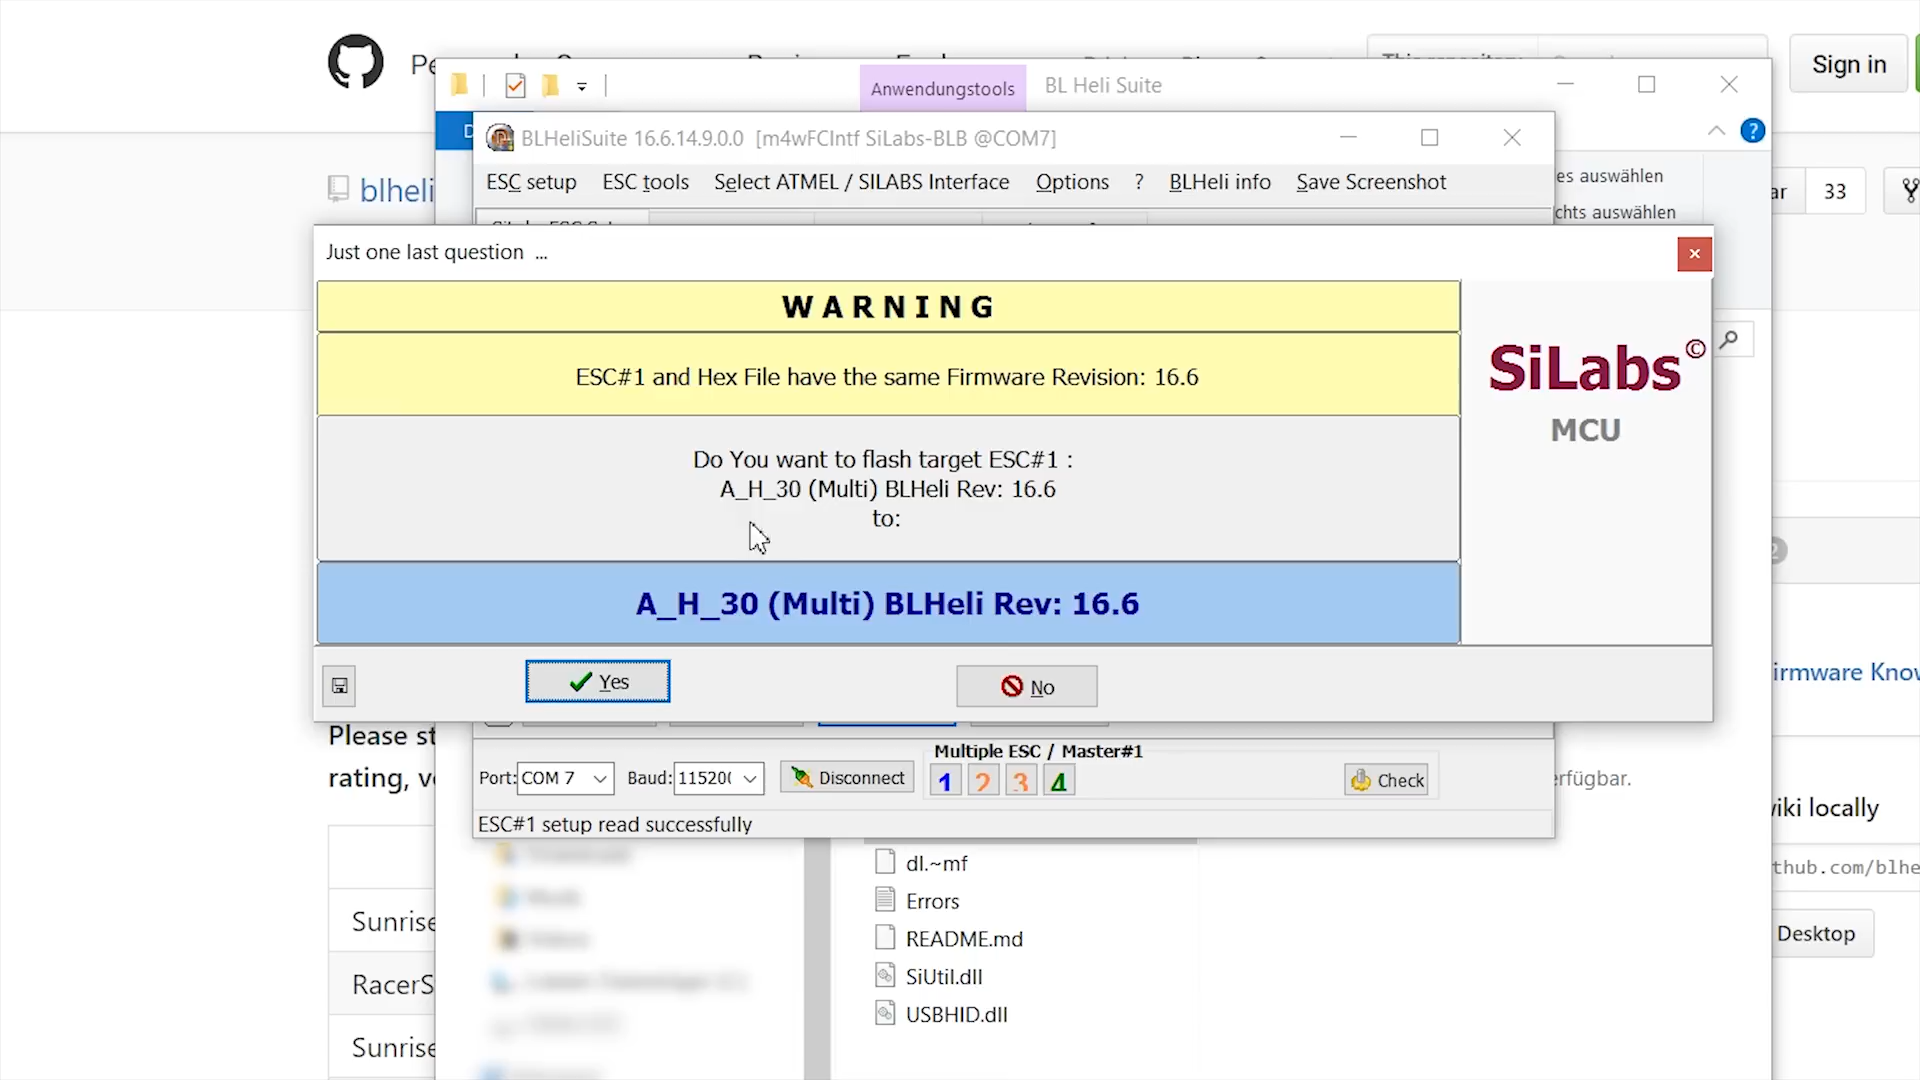 Sign in
Anwendungstools
BL Heli Suite
BLHeliSuite 16.6.14.9.0.0 [m4wFCIntf SiLabs-BLB @COM7]
ESC setup ESC tools Select ATMEL / SILABS Interface Options ? BLHeli info Save Screenshot
es auswählen
chts auswählen
blheli
33
Just one last question ...
WARNING
ESC#1 and Hex File have the same Firmware Revision: 16.6
Do You want to flash target ESC#1 :
A_H_30 (Multi) BLHeli Rev: 16.6
to:
A_H_30 (Multi) BLHeli Rev: 16.6
SiLabs©
MCU
Yes
No
irmware Know
Please st
rating, v
Multiple ESC / Master#1
Port: COM 7 Baud: 11520 Disconnect 1 2 3 4 Check
ESC#1 setup read successfully
erfügbar.
wiki locally
thub.com/blhe
Desktop
dl.~mf
Errors
README.md
SiUtil.dll
USBHID.dll
Sunrise
RacerS
Sunrise